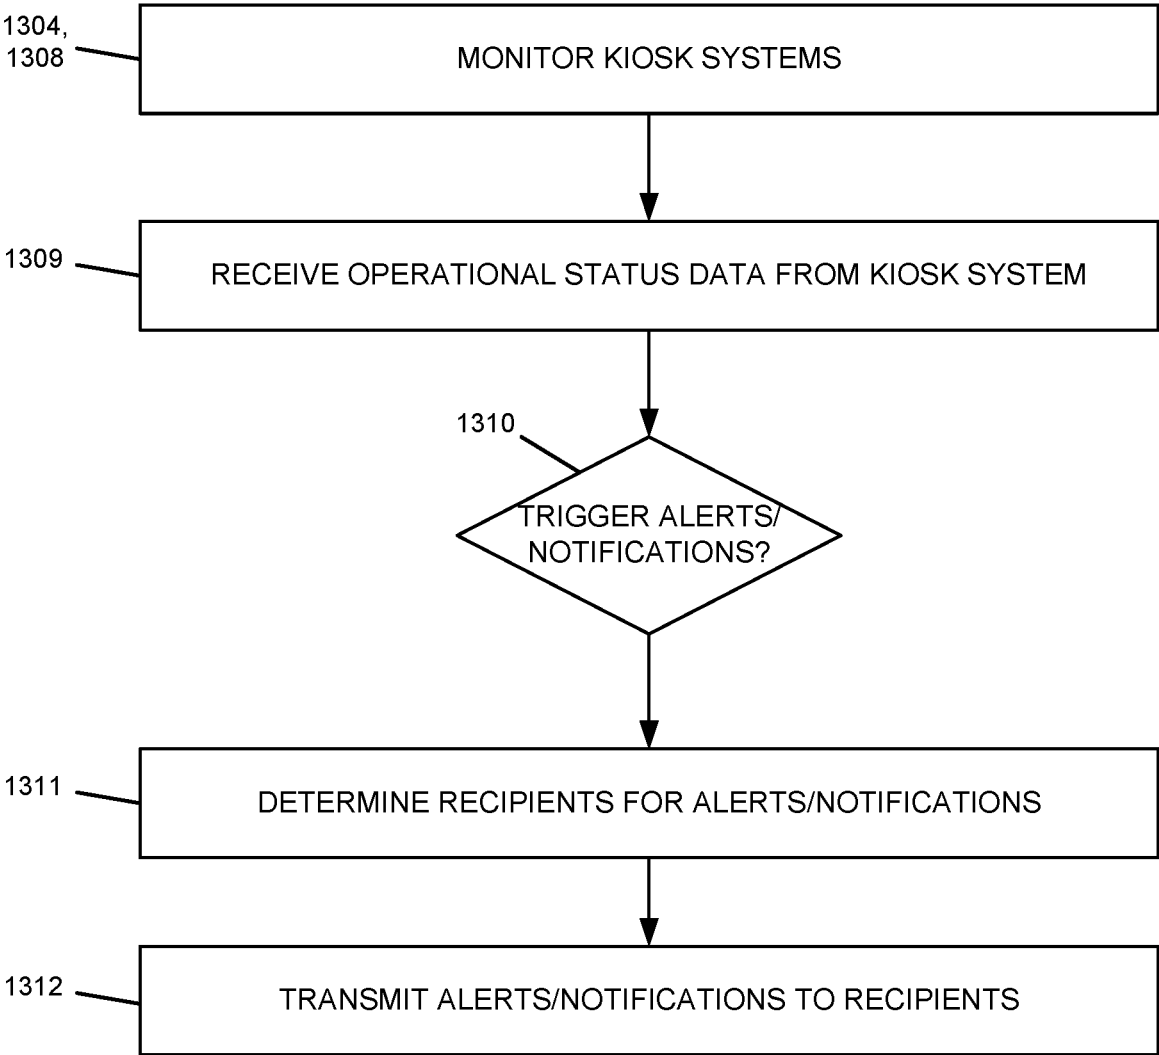 1304,
1308
MONITOR KIOSK SYSTEMS
1309
RECEIVE OPERATIONAL STATUS DATA FROM KIOSK SYSTEM
1310
TRIGGER ALERTS/
NOTIFICATIONS?
1311
DETERMINE RECIPIENTS FOR ALERTS/NOTIFICATIONS
1312
TRANSMIT ALERTS/NOTIFICATIONS TO RECIPIENTS